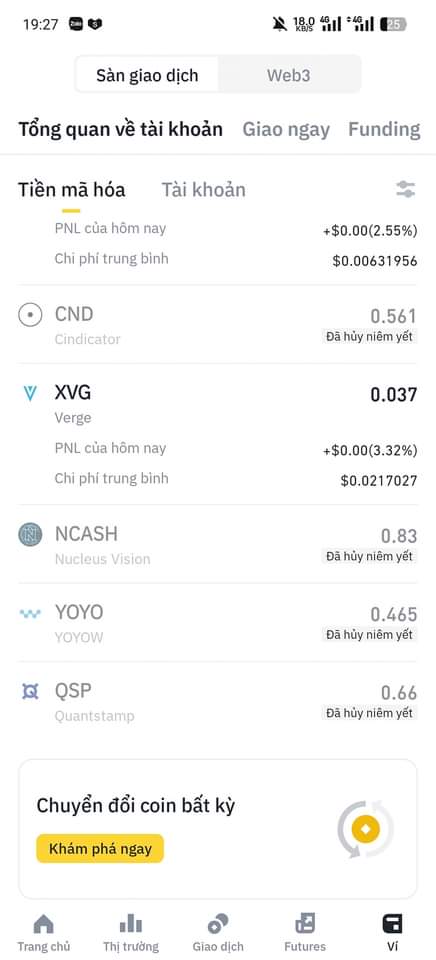 19:27 Zalo S 18.0 KB/S 4G 4G 25
Sàn giao dịch Web3
Tổng quan về tài khoản Giao ngay Funding
Tiền mã hóa Tài khoản
PNL của hôm nay +$0.00(2.55%)
Chi phí trung bình $0.00631956
CND 0.561
Cindicator Đã hủy niêm yết
XVG 0.037
Verge
PNL của hôm nay +$0.00(3.32%)
Chi phí trung bình $0.0217027
NCASH 0.83
Nucleus Vision Đã hủy niêm yết
YOYO 0.465
YOYOW Đã hủy niêm yết
QSP 0.66
Quantstamp Đã hủy niêm yết
Chuyển đổi coin bất kỳ
Khám phá ngay
Trang chủ Thị trường Giao dịch Futures Ví